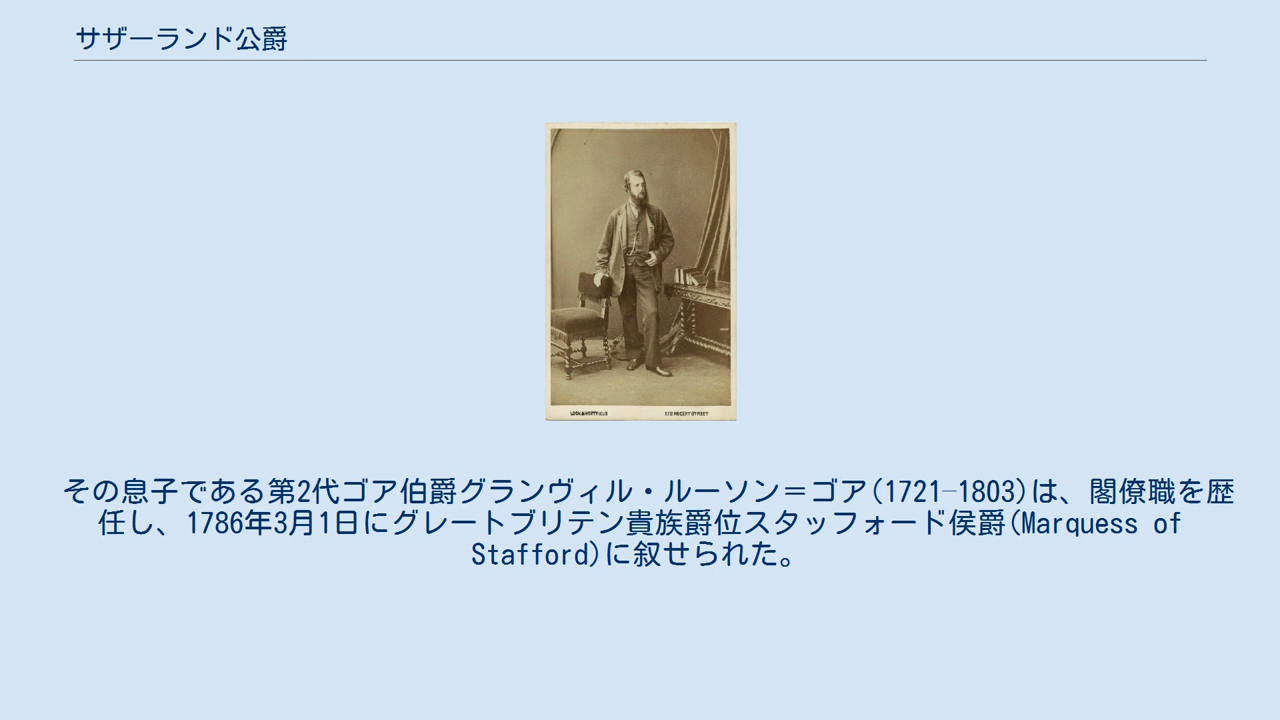 サザーランド公爵
その息子である第2代ゴア伯爵グランヴィル・ルーソン＝ゴア(1721–1803)は、閣僚職を歴
任し、1786年3月1日にグレートブリテン貴族爵位スタッフォード侯爵(Marquess of
Stafford)に叙せられた。